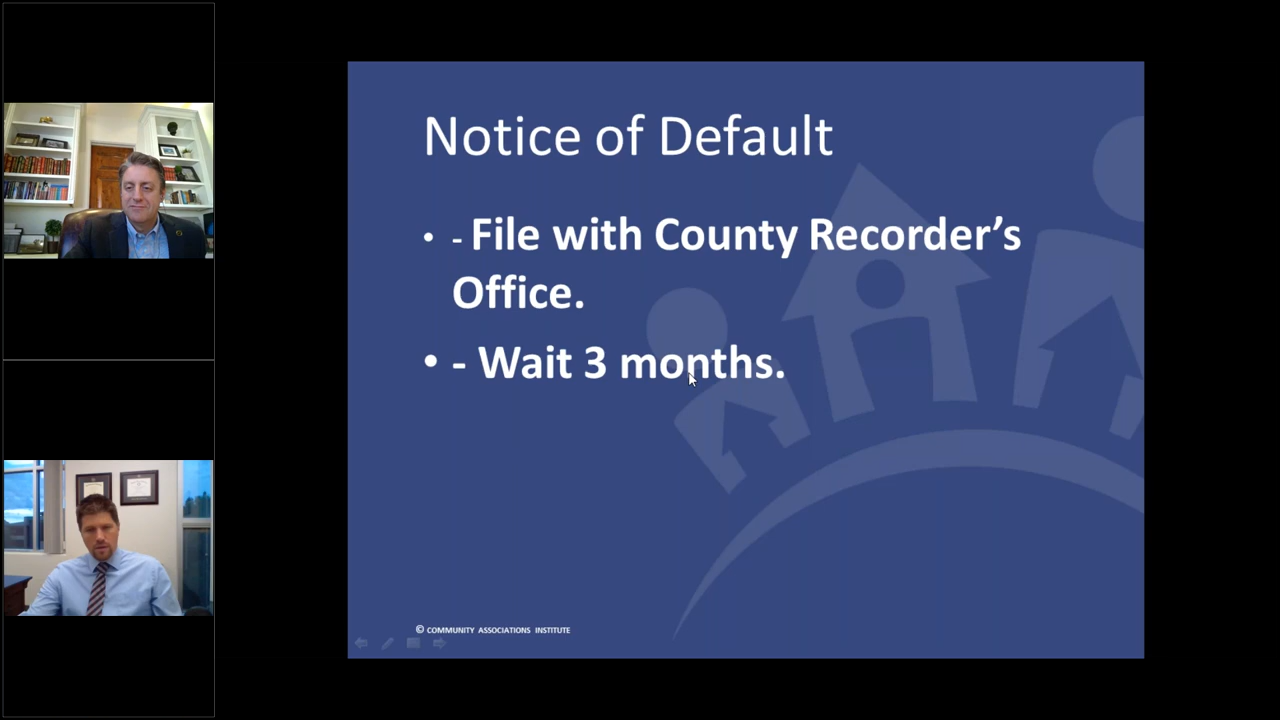 Notice of Default
• - File with County Recorder’s
Office.
• - Wait 3 months.
© COMMUNITY ASSOCIATIONS INSTITUTE